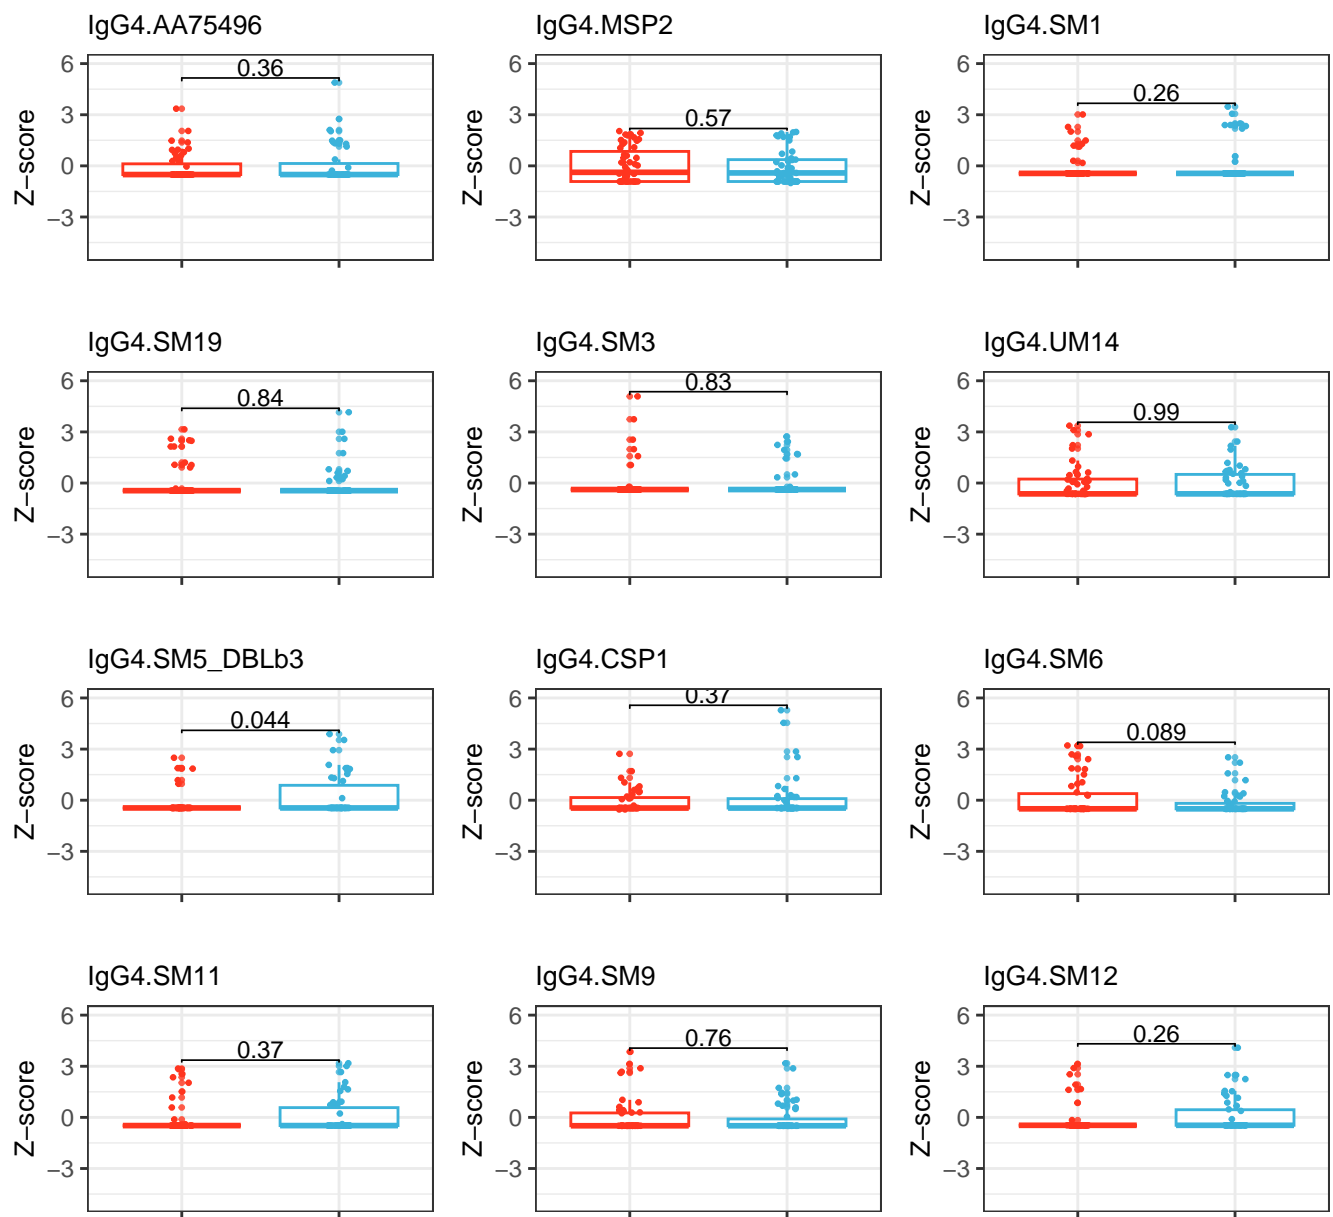 IgG4.AA75496
IgG4.MSP2
IgG4.SM1
6
3
0
−3
Z−score
0.36
6
3
0
−3
Z−score
0.57
6
3
0
−3
Z−score
0.26
IgG4.SM19
IgG4.SM3
IgG4.UM14
6
3
0
−3
Z−score
0.84
6
3
0
−3
Z−score
0.83
6
3
0
−3
Z−score
0.99
IgG4.SM5_DBLb3
IgG4.CSP1
IgG4.SM6
6
3
0
−3
Z−score
0.044
6
3
0
−3
Z−score
0.37
6
3
0
−3
Z−score
0.089
IgG4.SM11
IgG4.SM9
IgG4.SM12
6
3
0
−3
Z−score
0.37
6
3
0
−3
Z−score
0.76
6
3
0
−3
Z−score
0.26